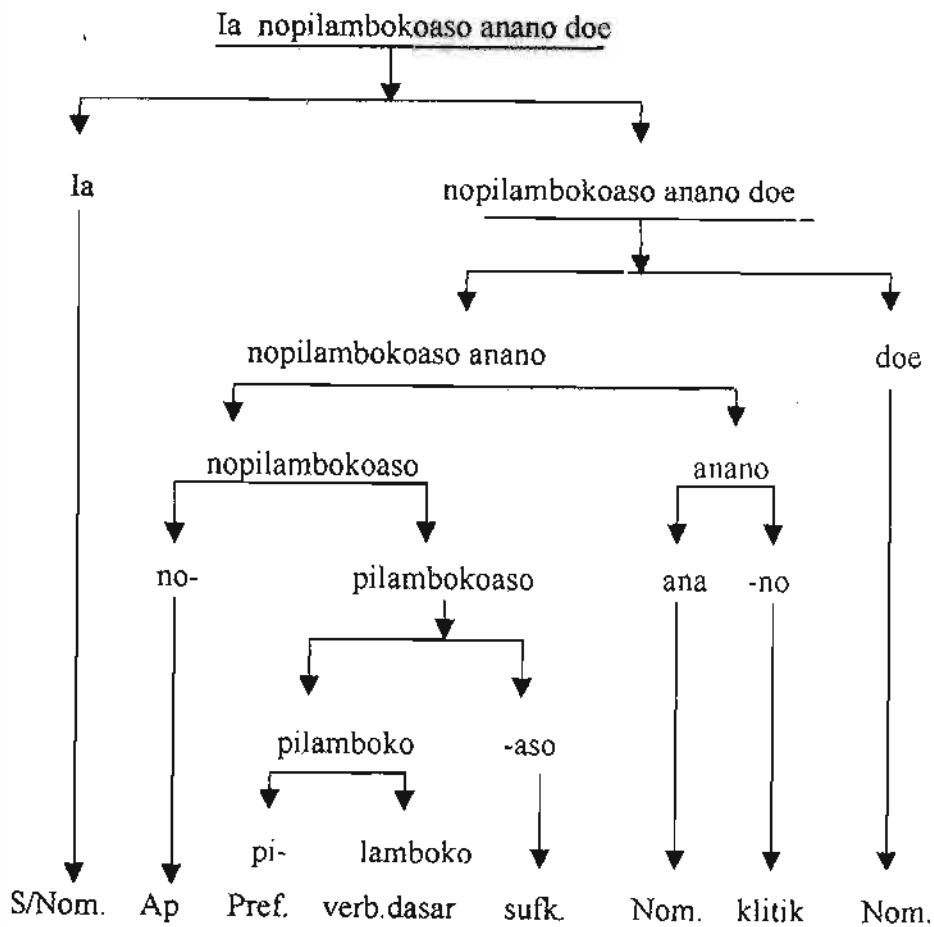 Ia nopilambokoaso anano doe
Ia
nopilambokoaso anano doe
nopilambokoaso anano
doe
nopilambokoaso
anano
no-
pilambokoaso
ana
-no
pilamboko
-aso
pi-
lamboko
S/Nom. Ap Pref. verb.dasar sufk. Nom. klitik Nom.